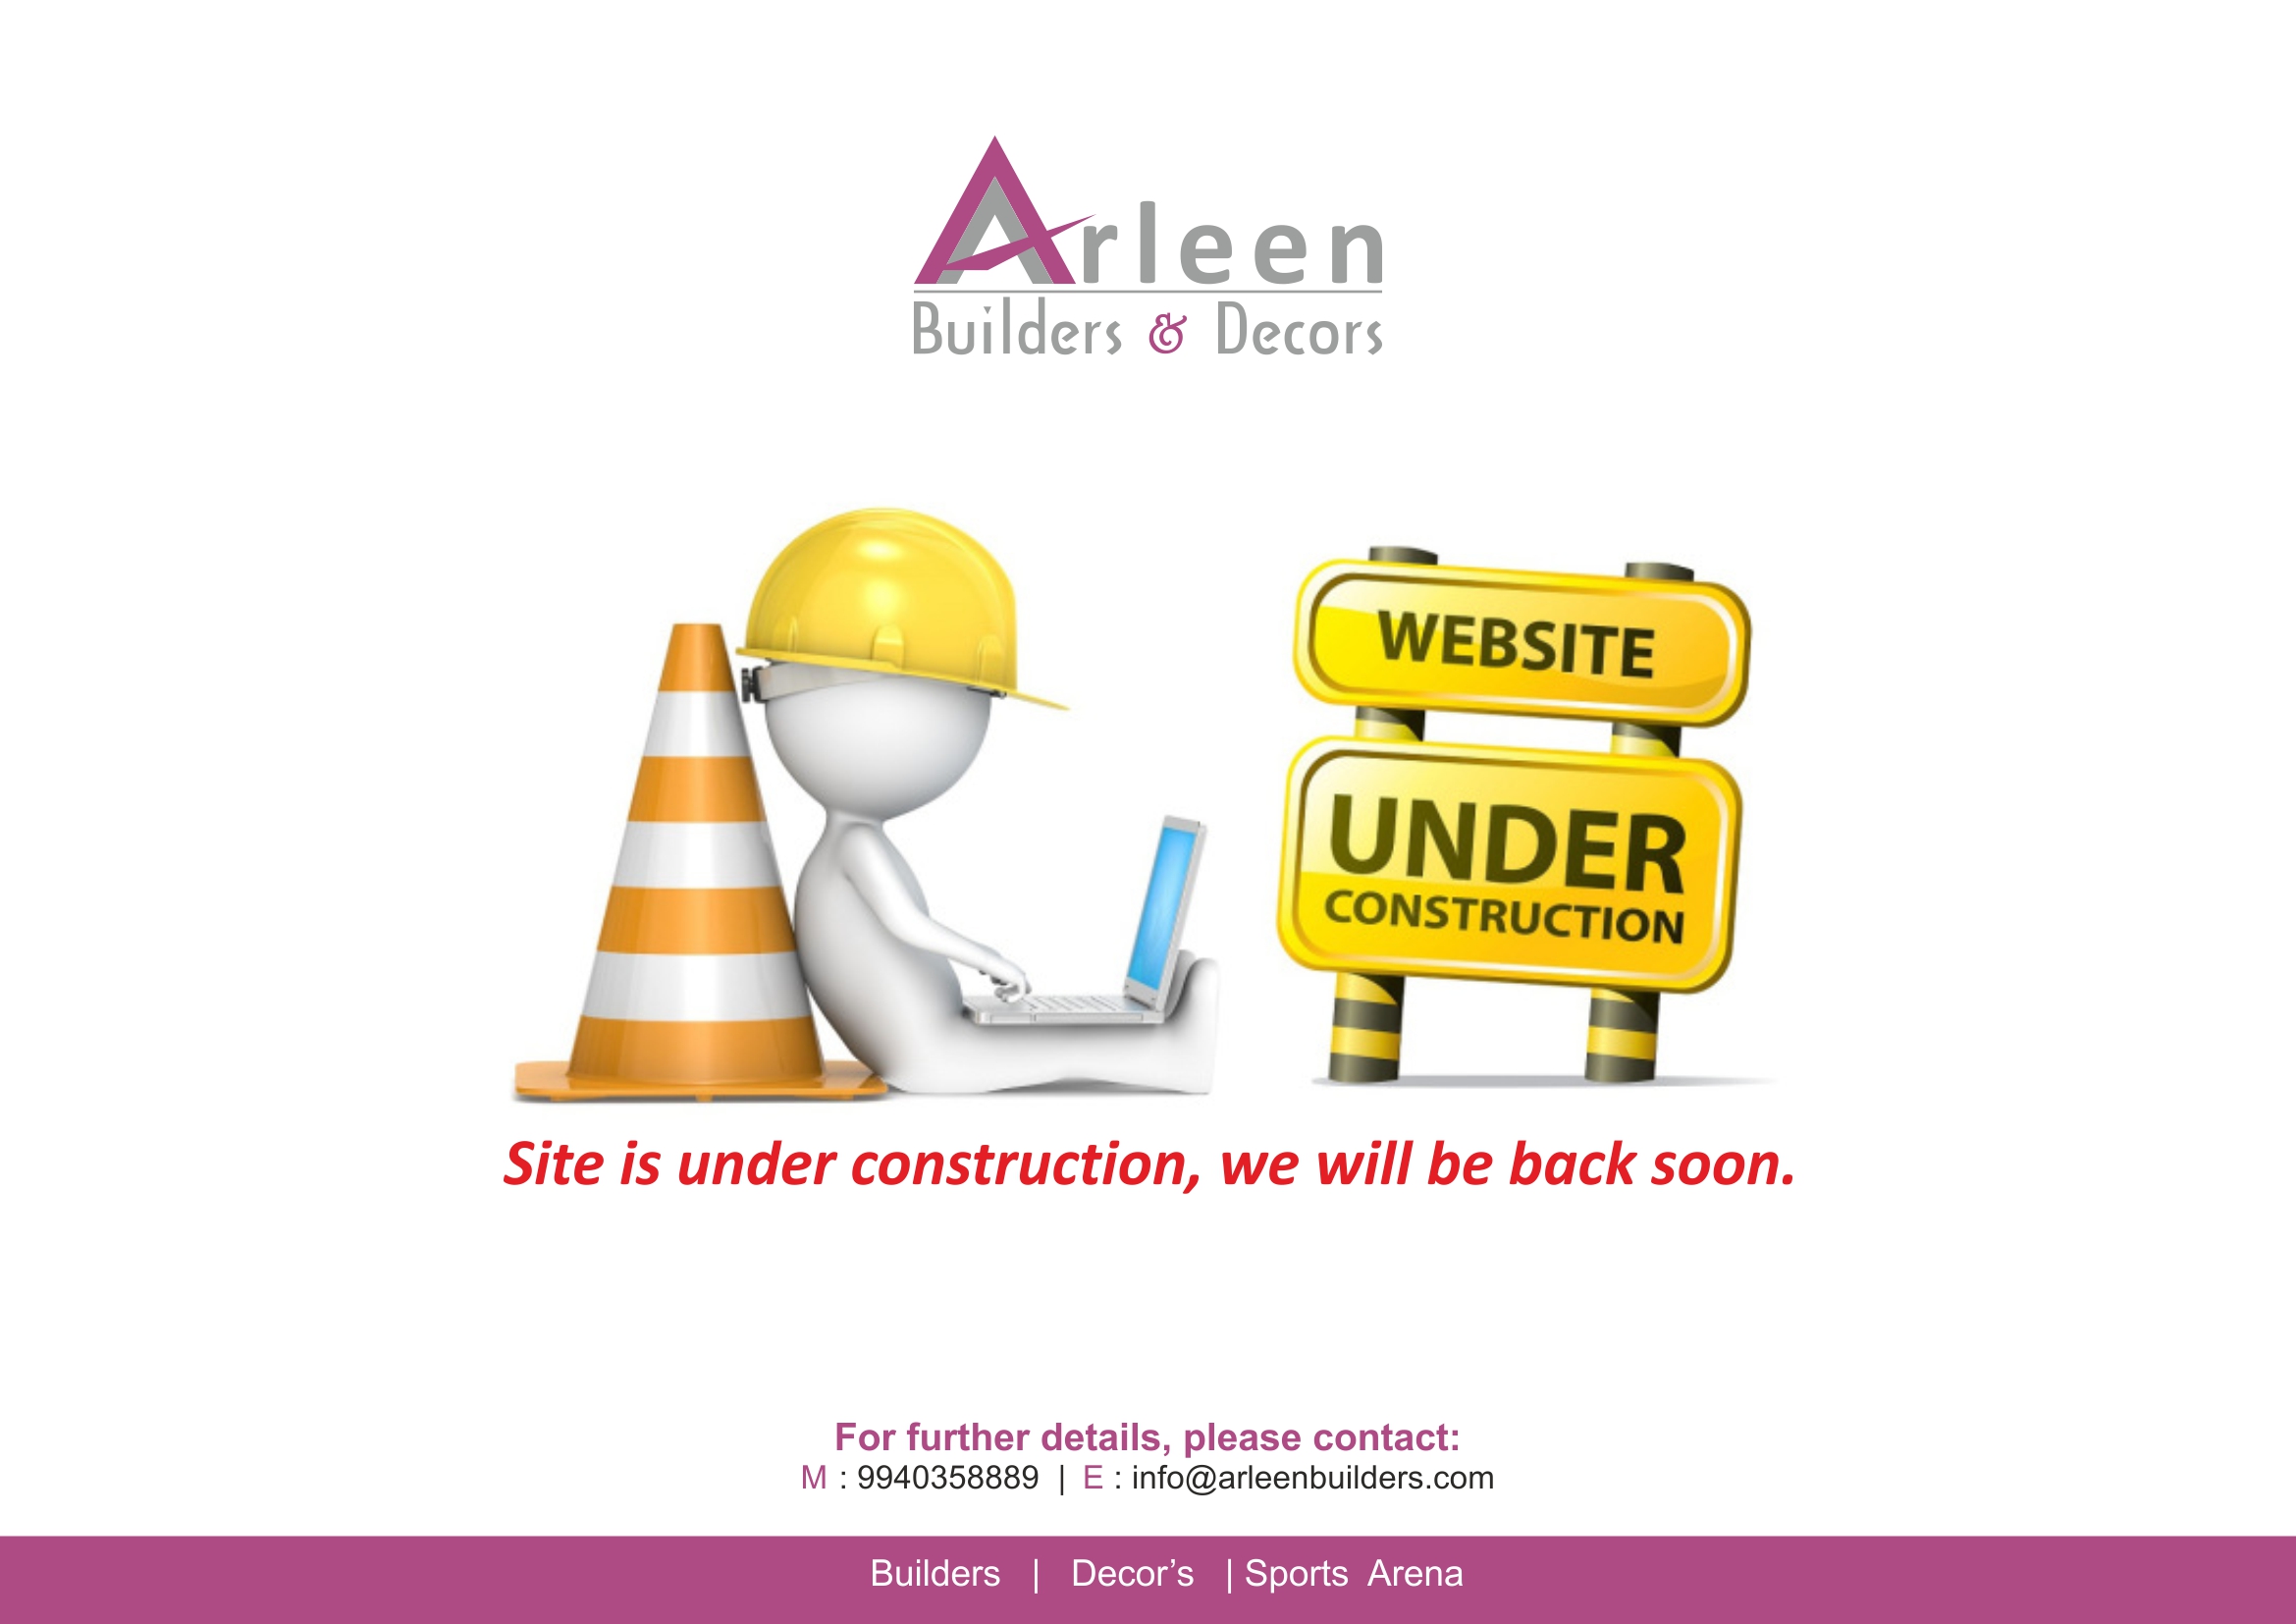 Arleen
Builders & Decors
WEBSITE
UNDER
CONSTRUCTION
Site is under construction, we will be back soon.
For further details, please contact:
M : 9940358889 | E : info@arleenbuilders.com
Builders | Decor’s | Sports Arena